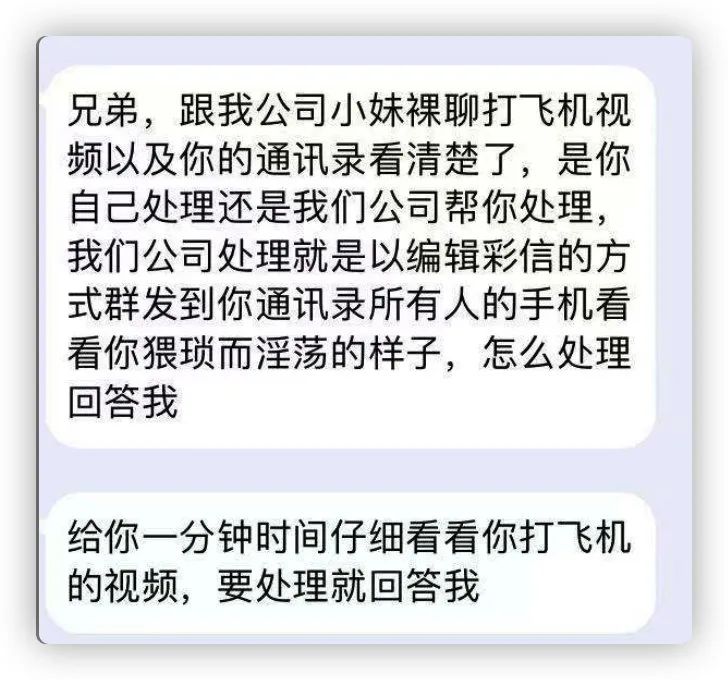 兄弟，跟我公司小妹裸聊打飞机视
频以及你的通讯录看清楚了，是你
自己处理还是我们公司帮你处理，
我们公司处理就是以编辑彩信的方
式群发到你通讯录所有人的手机看
看你猥琐而淫荡的样子，怎么处理
回答我
给你一分钟时间仔细看看你打飞机
的视频，要处理就回答我